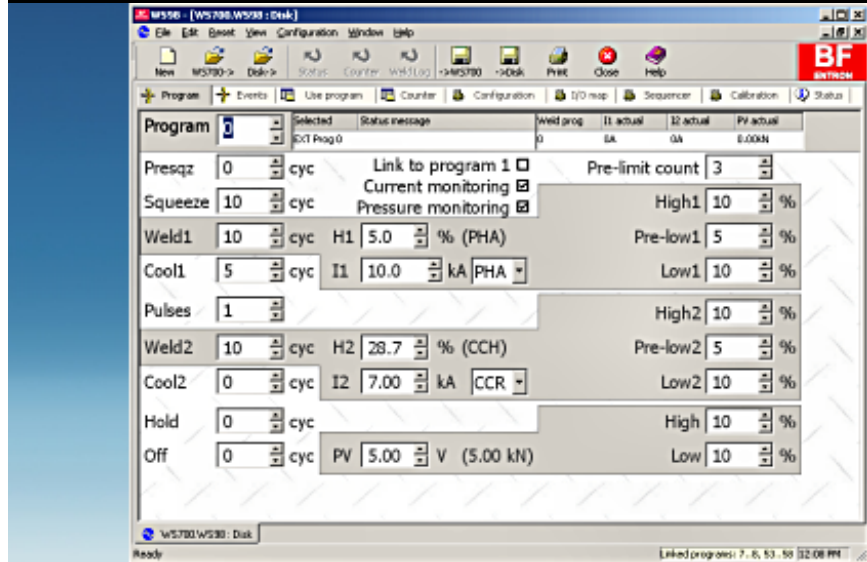 WS98 - [WS700.WS98 : Disk]
File Edit Reset View Configuration Window Help
New WS700-> Disk-> Status Counter WeldLog ->WS700 ->Disk Print Close Help
BF
ENTRON
Program Events Use program Counter Configuration I/O map Sequencer Calibration Status
Program 0 Selected Status message Weld prog I1 actual I2 actual PV actual
EXT Prog 0 0 0A 0A 0.00kN
Presqz 0 cyc Link to program 1 Pre-limit count 3
Current monitoring
Squeeze 10 cyc Pressure monitoring High1 10 %
Weld1 10 cyc H1 5.0 % (PHA) Pre-low1 5 %
Cool1 5 cyc I1 10.0 kA PHA Low1 10 %
Pulses 1 High2 10 %
Weld2 10 cyc H2 28.7 % (CCH) Pre-low2 5 %
Cool2 0 cyc I2 7.00 kA CCR Low2 10 %
Hold 0 cyc High 10 %
Off 0 cyc PV 5.00 V (5.00 kN) Low 10 %
WS700.WS98 : Disk
Ready Linked programs: 7..8, 53..58 12:08 PM